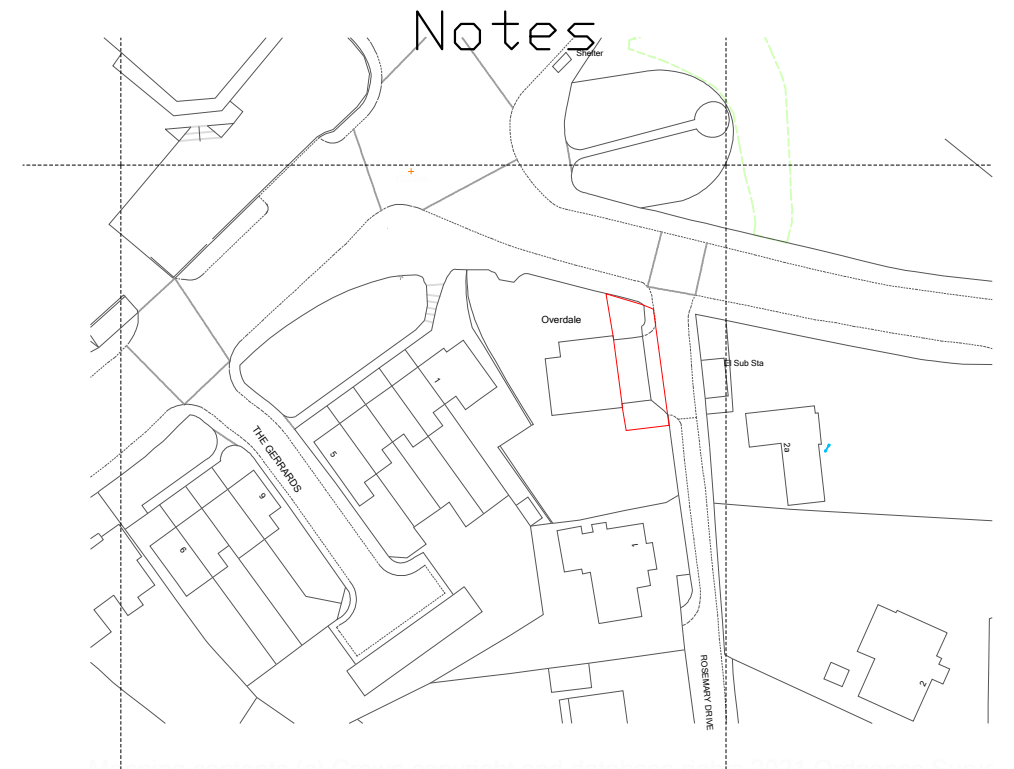 Notes
Shelter
Overdale
El Sub Sta
1
2a
5
THE GERRARDS
9
6
1
ROSEMARY DRIVE
2